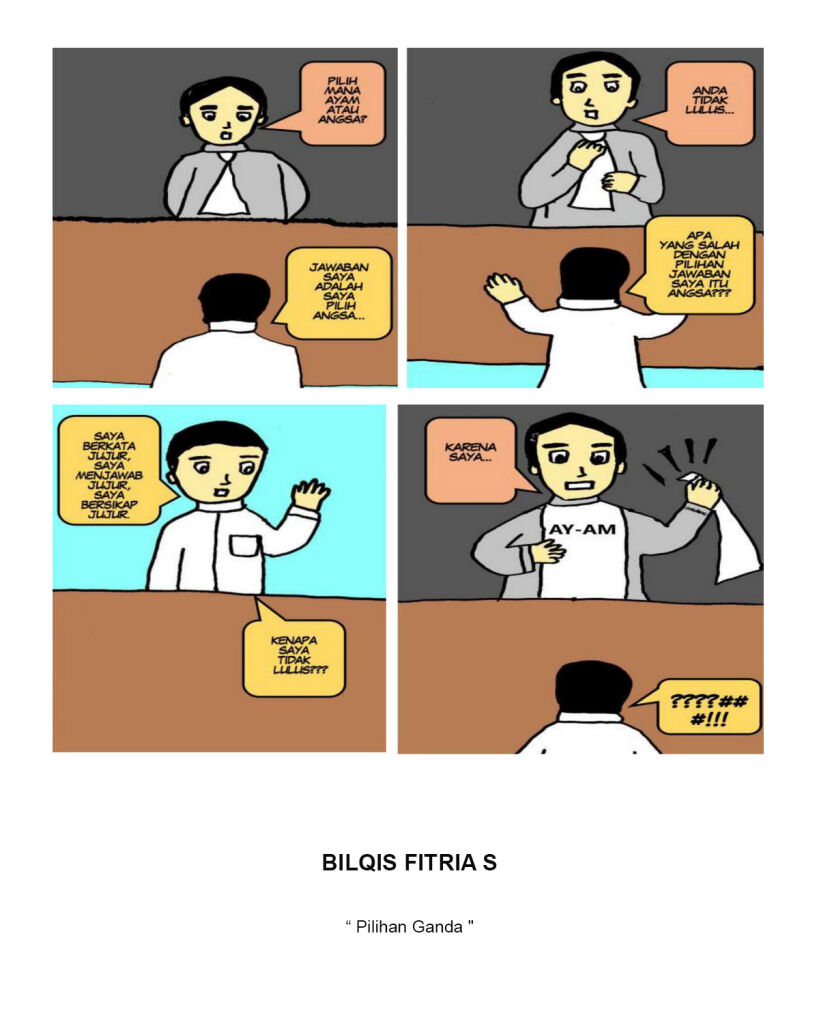 PILIH
MANA
AYAM
ATAU
ANGSA?
JAWABAN
SAYA
ADALAH
SAYA
PILIH
ANGSA...
ANDA
TIDAK
LULUS...
APA
YANG SALAH
DENGAN
PILIHAN
JAWABAN
SAYA ITU
ANGSA???
SAYA
BERKATA
JUJUR,
SAYA
MENJAWAB
JUJUR,
SAYA
BERSIKAP
JUJUR.
KENAPA
SAYA
TIDAK
LULUS???
KARENA
SAYA...
AY-AM
????##
#!!!
BILQIS FITRIA S
“ Pilihan Ganda "